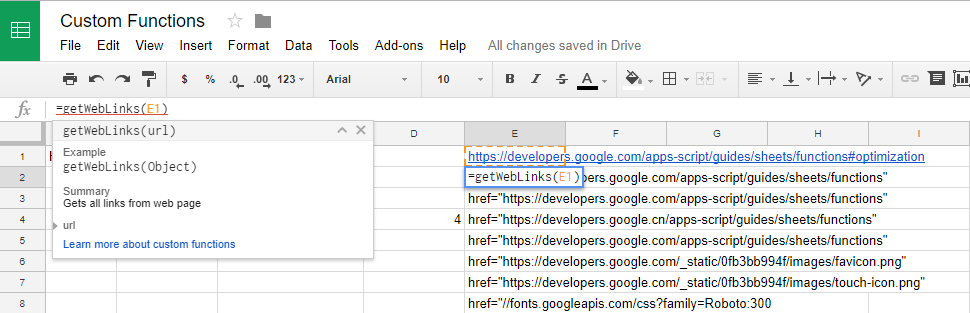 Custom Functions
File Edit View Insert Format Data Tools Add-ons Help All changes saved in Drive
$ % .0 .00 123 Arial 10 B I S A
fx =getWebLinks(E1)
getWebLinks(url)
Example
getWebLinks(Object)
Summary
Gets all links from web page
url
Learn more about custom functions
D E F G H I
1 https://developers.google.com/apps-script/guides/sheets/functions#optimization
2 =getWebLinks(E1) pers.google.com/apps-script/guides/sheets/functions"
3 href="https://developers.google.com/apps-script/guides/sheets/functions"
4 4 href="https://developers.google.cn/apps-script/guides/sheets/functions"
5 href="https://developers.google.com/apps-script/guides/sheets/functions"
6 href="https://developers.google.com/_static/0fb3bb994f/images/favicon.png"
7 href="https://developers.google.com/_static/0fb3bb994f/images/touch-icon.png"
8 href="//fonts.googleapis.com/css?family=Roboto:300